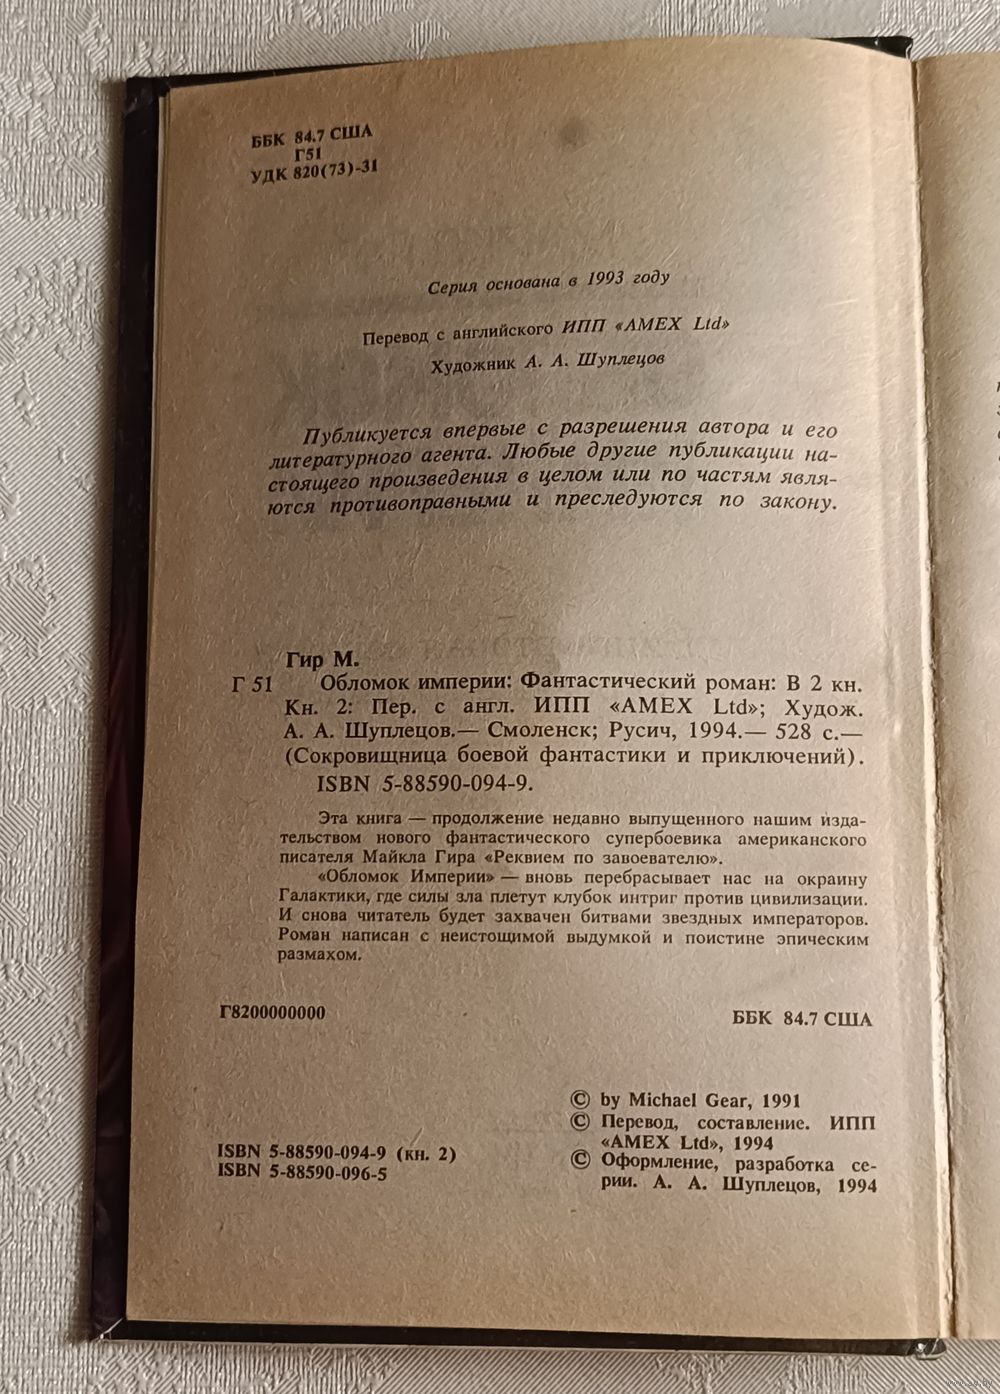 ББК 84.7 США
Г51
УДК 820(73)-31
Серия основана в 1993 году
Перевод с английского ИПП «AMEX Ltd»
Художник А. А. Шуплецов
Публикуется впервые с разрешения автора и его
литературного агента. Любые другие публикации на-
стоящего произведения в целом или по частям явля-
ются противоправными и преследуются по закону.
Гир М.
Г 51 Обломок империи: Фантастический роман: В 2 кн.
Кн. 2: Пер. с англ. ИПП «AMEX Ltd»; Худож.
А. А. Шуплецов.— Смоленск; Русич, 1994.— 528 с.—
(Сокровищница боевой фантастики и приключений).
ISBN 5-88590-094-9.
Эта книга — продолжение недавно выпущенного нашим изда-
тельством нового фантастического супербоевика американского
писателя Майкла Гира «Реквием по завоевателю».
«Обломок Империи» — вновь перебрасывает нас на окраину
Галактики, где силы зла плетут клубок интриг против цивилизации.
И снова читатель будет захвачен битвами звездных императоров.
Роман написан с неистощимой выдумкой и поистине эпическим
размахом.
Г8200000000
ББК 84.7 США
© by Michael Gear, 1991
© Перевод, составление. ИПП
«AMEX Ltd», 1994
© Оформление, разработка се-
рии. А. А. Шуплецов, 1994
ISBN 5-88590-094-9 (кн. 2)
ISBN 5-88590-096-5